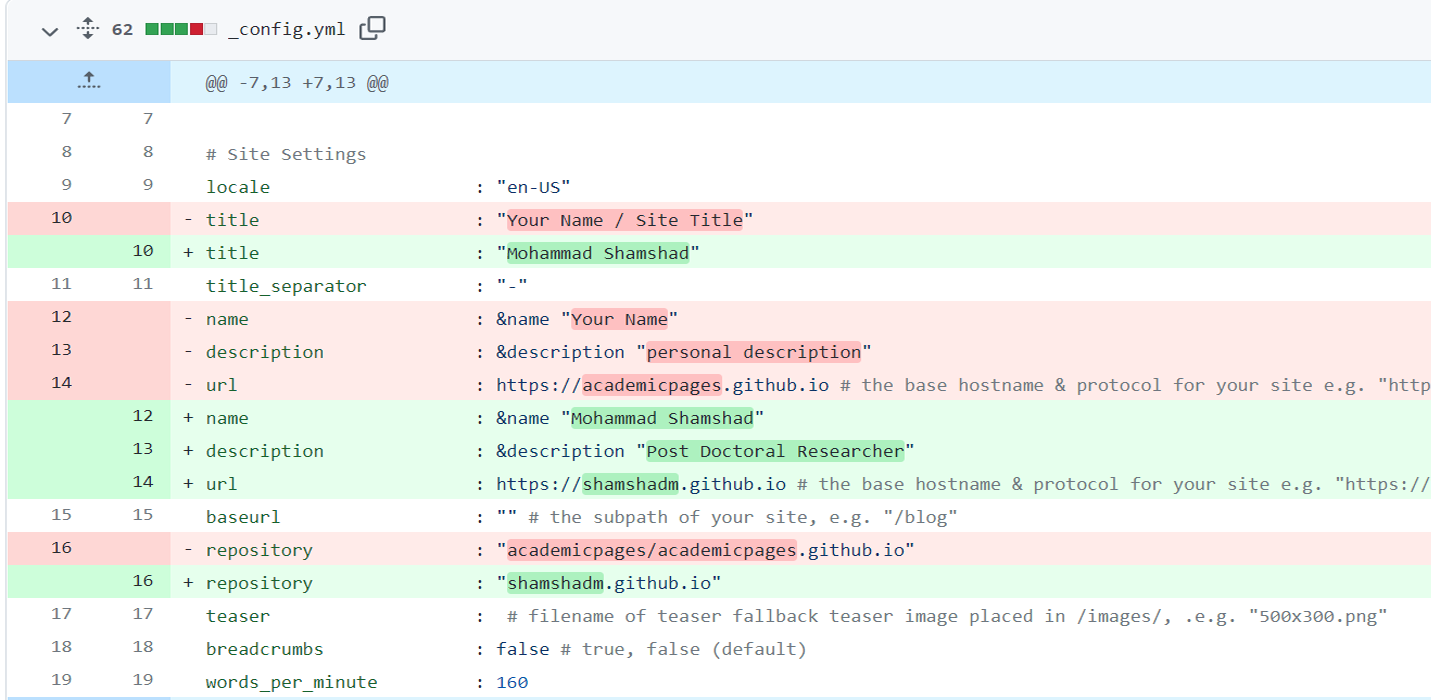 62 _config.yml
@@ -7,13 +7,13 @@
7 7
8 8 # Site Settings
9 9 locale : "en-US"
10 - title : "Your Name / Site Title"
10 + title : "Mohammad Shamshad"
11 11 title_separator : "-"
12 - name : &name "Your Name"
13 - description : &description "personal description"
14 - url : https://academicpages.github.io # the base hostname & protocol for your site e.g. "http
12 + name : &name "Mohammad Shamshad"
13 + description : &description "Post Doctoral Researcher"
14 + url : https://shamshadm.github.io # the base hostname & protocol for your site e.g. "https://
15 15 baseurl : "" # the subpath of your site, e.g. "/blog"
16 - repository : "academicpages/academicpages.github.io"
16 + repository : "shamshadm.github.io"
17 17 teaser : # filename of teaser fallback teaser image placed in /images/, .e.g. "500x300.png"
18 18 breadcrumbs : false # true, false (default)
19 19 words_per_minute : 160